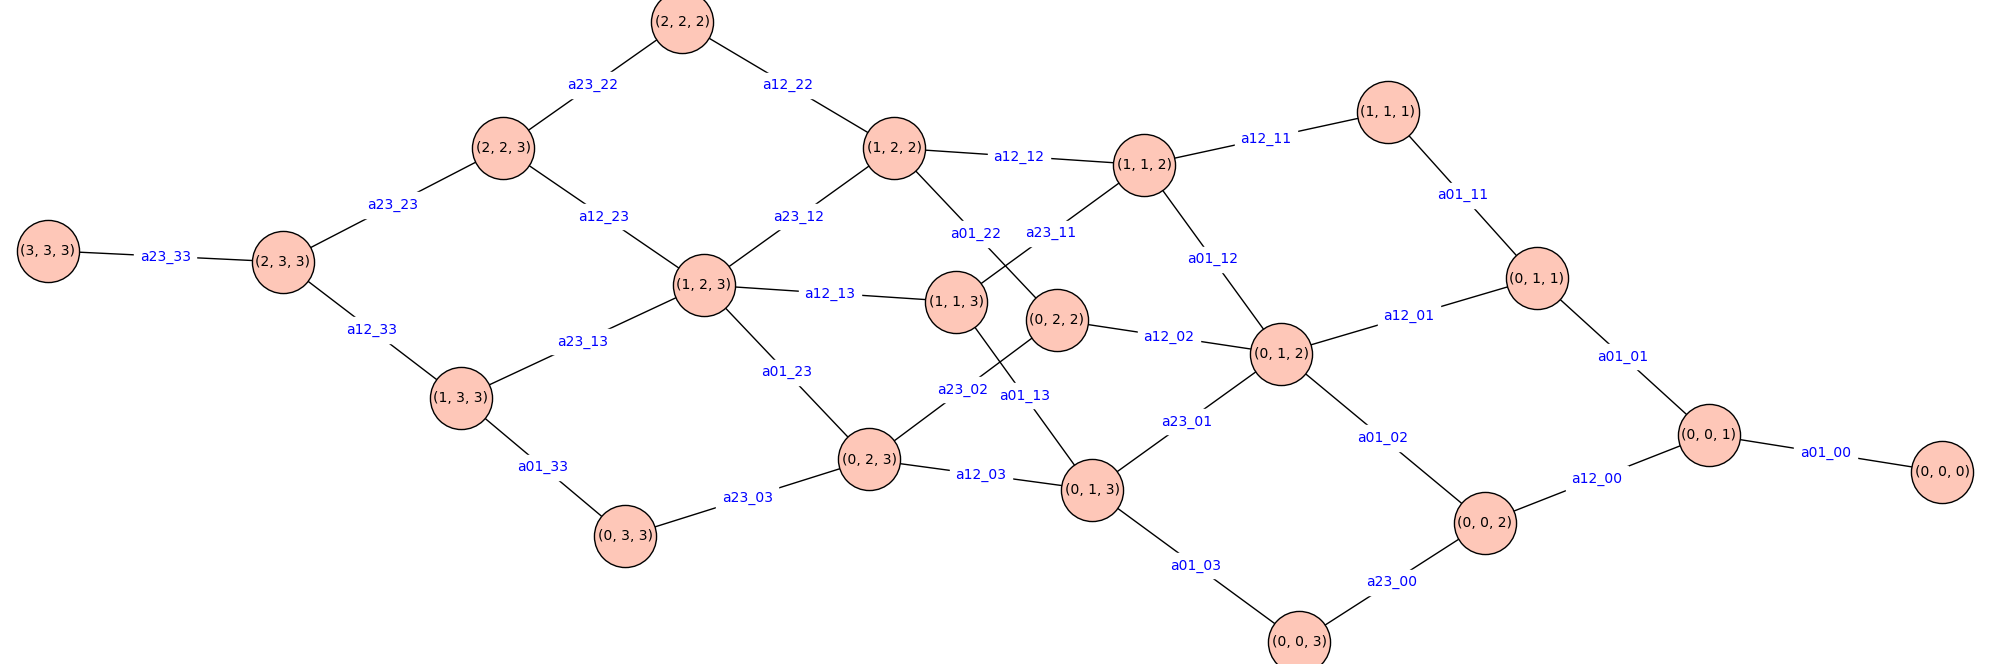 (2, 2, 2)
a23_22
a12_22
(1, 1, 1)
a12_11
(2, 2, 3)
(1, 2, 2)
a12_12
(1, 1, 2)
a01_11
a23_23
a12_23
a23_12
a01_22
a23_11
(3, 3, 3)
a23_33
(2, 3, 3)
a01_12
(0, 1, 1)
(1, 2, 3)
a12_13
(1, 1, 3)
(0, 2, 2)
a12_01
a12_33
a23_13
a12_02
(0, 1, 2)
a01_01
a01_23
a23_02
a01_13
(1, 3, 3)
a23_01
a01_02
(0, 0, 1)
a01_00
a01_33
(0, 2, 3)
a12_03
(0, 0, 0)
a12_00
a23_03
(0, 1, 3)
(0, 0, 2)
(0, 3, 3)
a01_03
a23_00
(0, 0, 3)